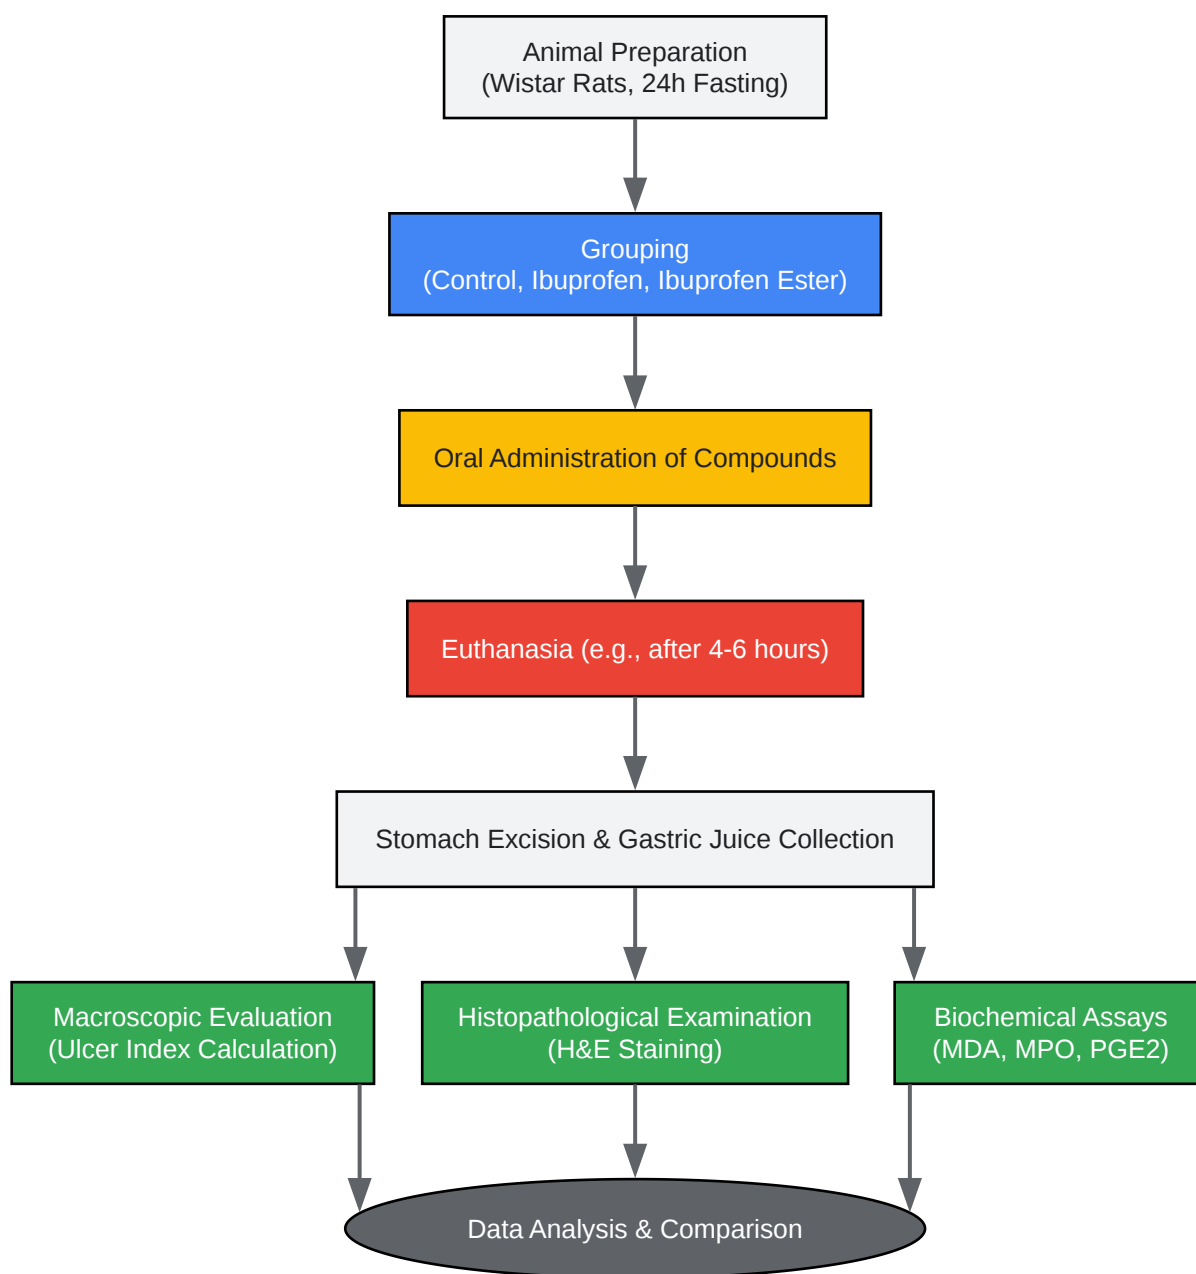 Animal Preparation
(Wistar Rats, 24h Fasting)
Grouping
(Control, Ibuprofen, Ibuprofen Ester)
Oral Administration of Compounds
Euthanasia (e.g., after 4-6 hours)
Stomach Excision & Gastric Juice Collection
Macroscopic Evaluation
(Ulcer Index Calculation)
Histopathological Examination
(H&E Staining)
Biochemical Assays
(MDA, MPO, PGE2)
Data Analysis & Comparison